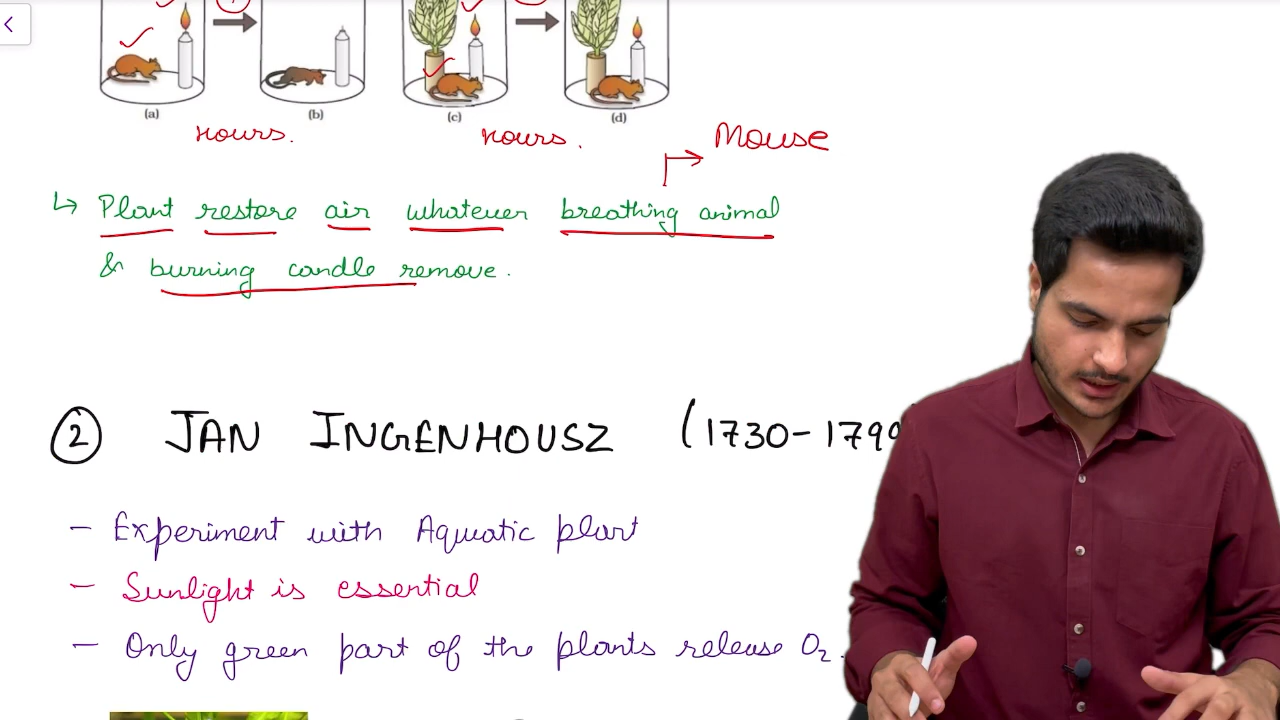 (a) (b) (c) (d)
Hours. Hours.
Mouse
Plant restore air whatever breathing animal
& burning candle remove.
2 JAN INGENHOUSZ (1730-1799
- Experiment with Aquatic plant
- Sunlight is essential
- Only green part of the plants release O2.